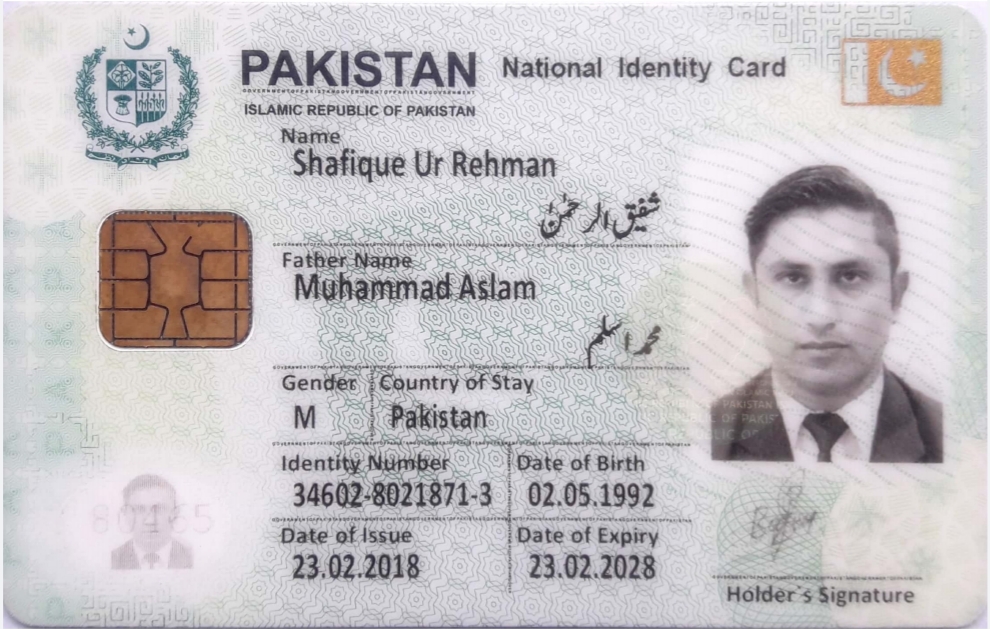 PAKISTAN National Identity Card
ISLAMIC REPUBLIC OF PAKISTAN
Name
Shafique Ur Rehman
شفیق الرحمٰن
Father Name
Muhammad Aslam
محمد اسلم
Gender Country of Stay
M Pakistan
Identity Number Date of Birth
34602-8021871-3 02.05.1992
Date of Issue Date of Expiry
23.02.2018 23.02.2028
Holder's Signature